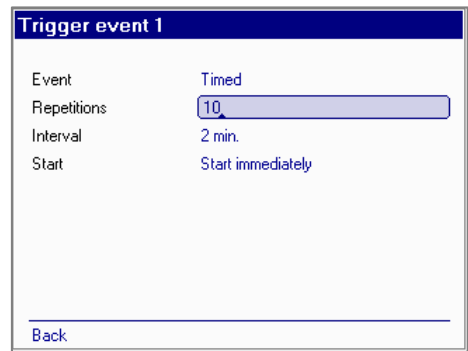 Trigger event 1
Event Timed
Repetitions 10
Interval 2 min.
Start Start immediately
Back